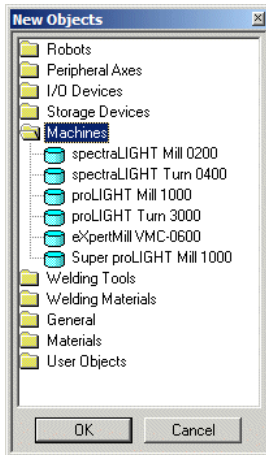 New Objects
Robots
Peripheral Axes
I/O Devices
Storage Devices
Machines
spectraLIGHT Mill 0200
spectraLIGHT Turn 0400
proLIGHT Mill 1000
proLIGHT Turn 3000
eXpertMill VMC-0600
Super proLIGHT Mill 1000
Welding Tools
Welding Materials
General
Materials
User Objects
OK Cancel